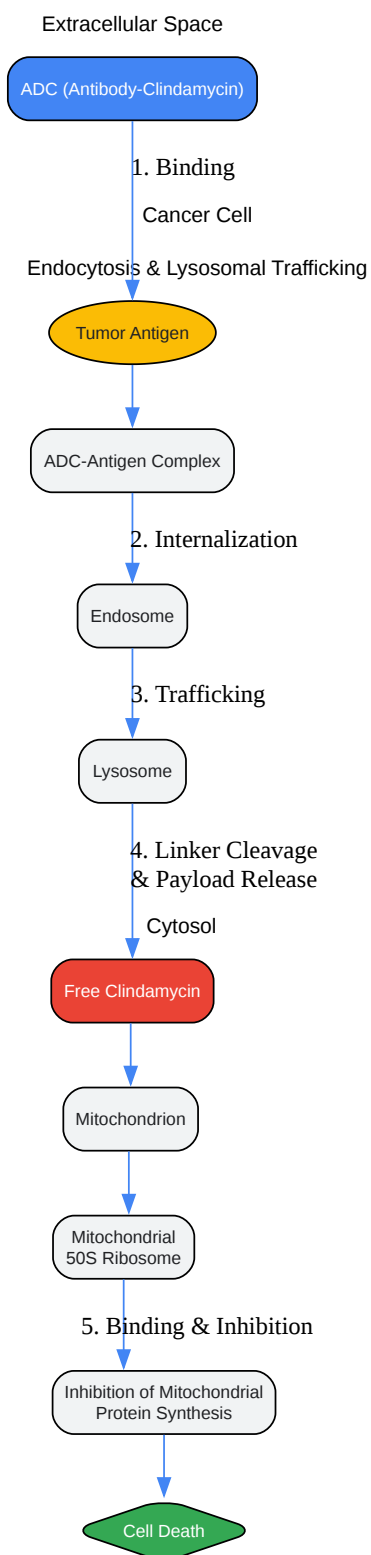 Extracellular Space
ADC (Antibody-Clindamycin)
1. Binding
Cancer Cell
Endocytosis & Lysosomal Trafficking
Tumor Antigen
ADC-Antigen Complex
2. Internalization
Endosome
3. Trafficking
Lysosome
4. Linker Cleavage
& Payload Release
Cytosol
Free Clindamycin
Mitochondrion
Mitochondrial
50S Ribosome
5. Binding & Inhibition
Inhibition of Mitochondrial
Protein Synthesis
Cell Death